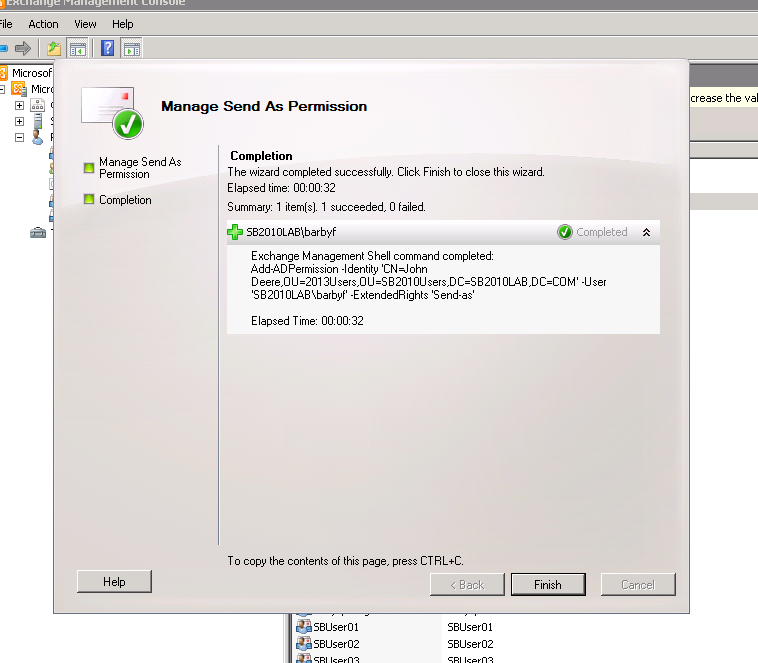 Exchange Management Console
File Action View Help
Microsof
Micro
crease the val
Manage Send As Permission
Manage Send As
Permission
Completion
Completion
The wizard completed successfully. Click Finish to close this wizard.
Elapsed time: 00:00:32
Summary: 1 item(s). 1 succeeded, 0 failed.
SB2010LAB\barbyf Completed
Exchange Management Shell command completed:
Add-ADPermission -Identity 'CN=John
Deere,OU=2013Users,OU=SB2010Users,DC=SB2010LAB,DC=COM' -User
'SB2010LAB\barbyf' -ExtendedRights 'Send-as'
Elapsed Time: 00:00:32
To copy the contents of this page, press CTRL+C.
Help < Back Finish Cancel
SBUser01 SBUser01
SBUser02 SBUser02
SBUser03 SBUser03